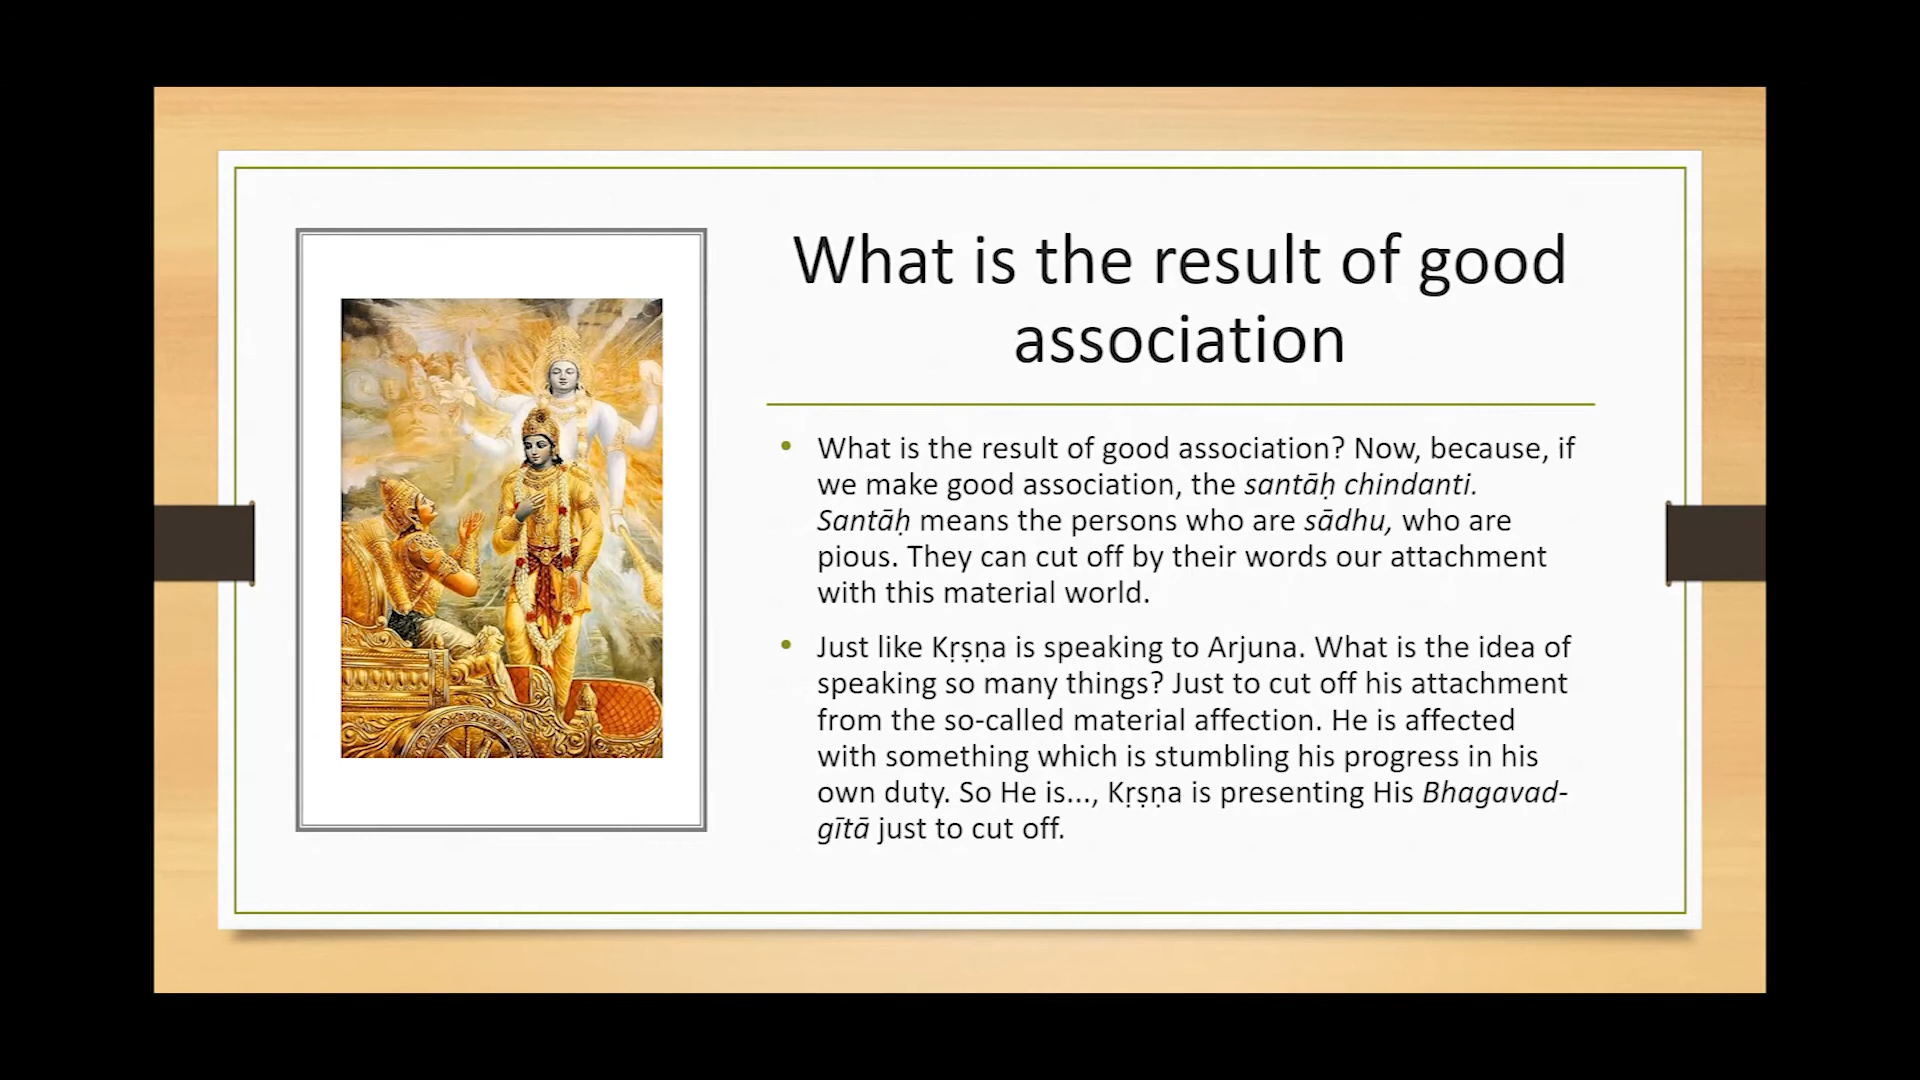 What is the result of good
association
• What is the result of good association? Now, because, if
we make good association, the santāḥ chindanti.
Santāḥ means the persons who are sādhu, who are
pious. They can cut off by their words our attachment
with this material world.
• Just like Kṛṣṇa is speaking to Arjuna. What is the idea of
speaking so many things? Just to cut off his attachment
from the so-called material affection. He is affected
with something which is stumbling his progress in his
own duty. So He is..., Kṛṣṇa is presenting His Bhagavad-
gītā just to cut off.